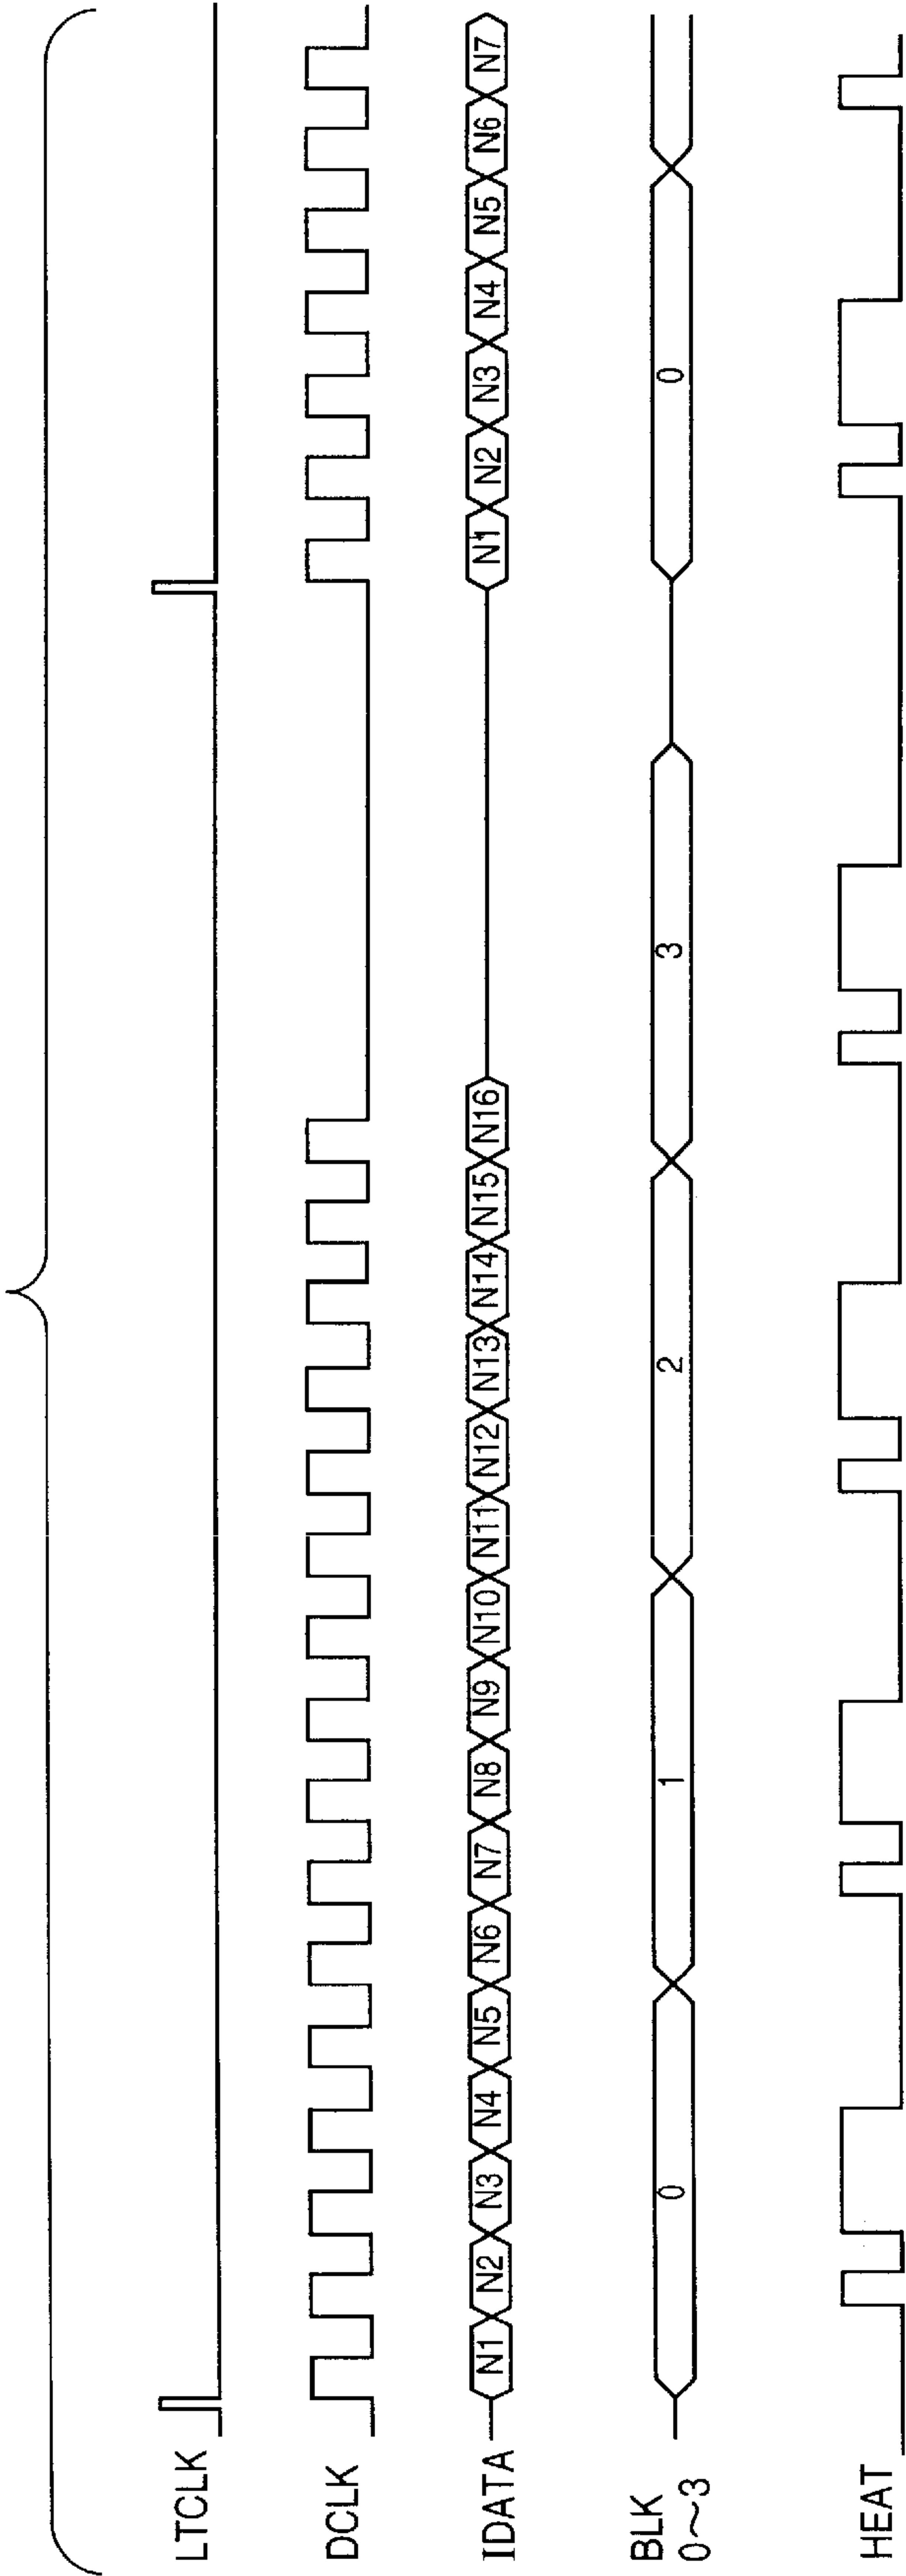 LTCLK
DCLK
IDATA N1 N2 N3 N4 N5 N6 N7 N8 N9 N10 N11 N12 N13 N14 N15 N16 N1 N2 N3 N4 N5 N6 N7
BLK 0 1 2 3 0
0~3
HEAT